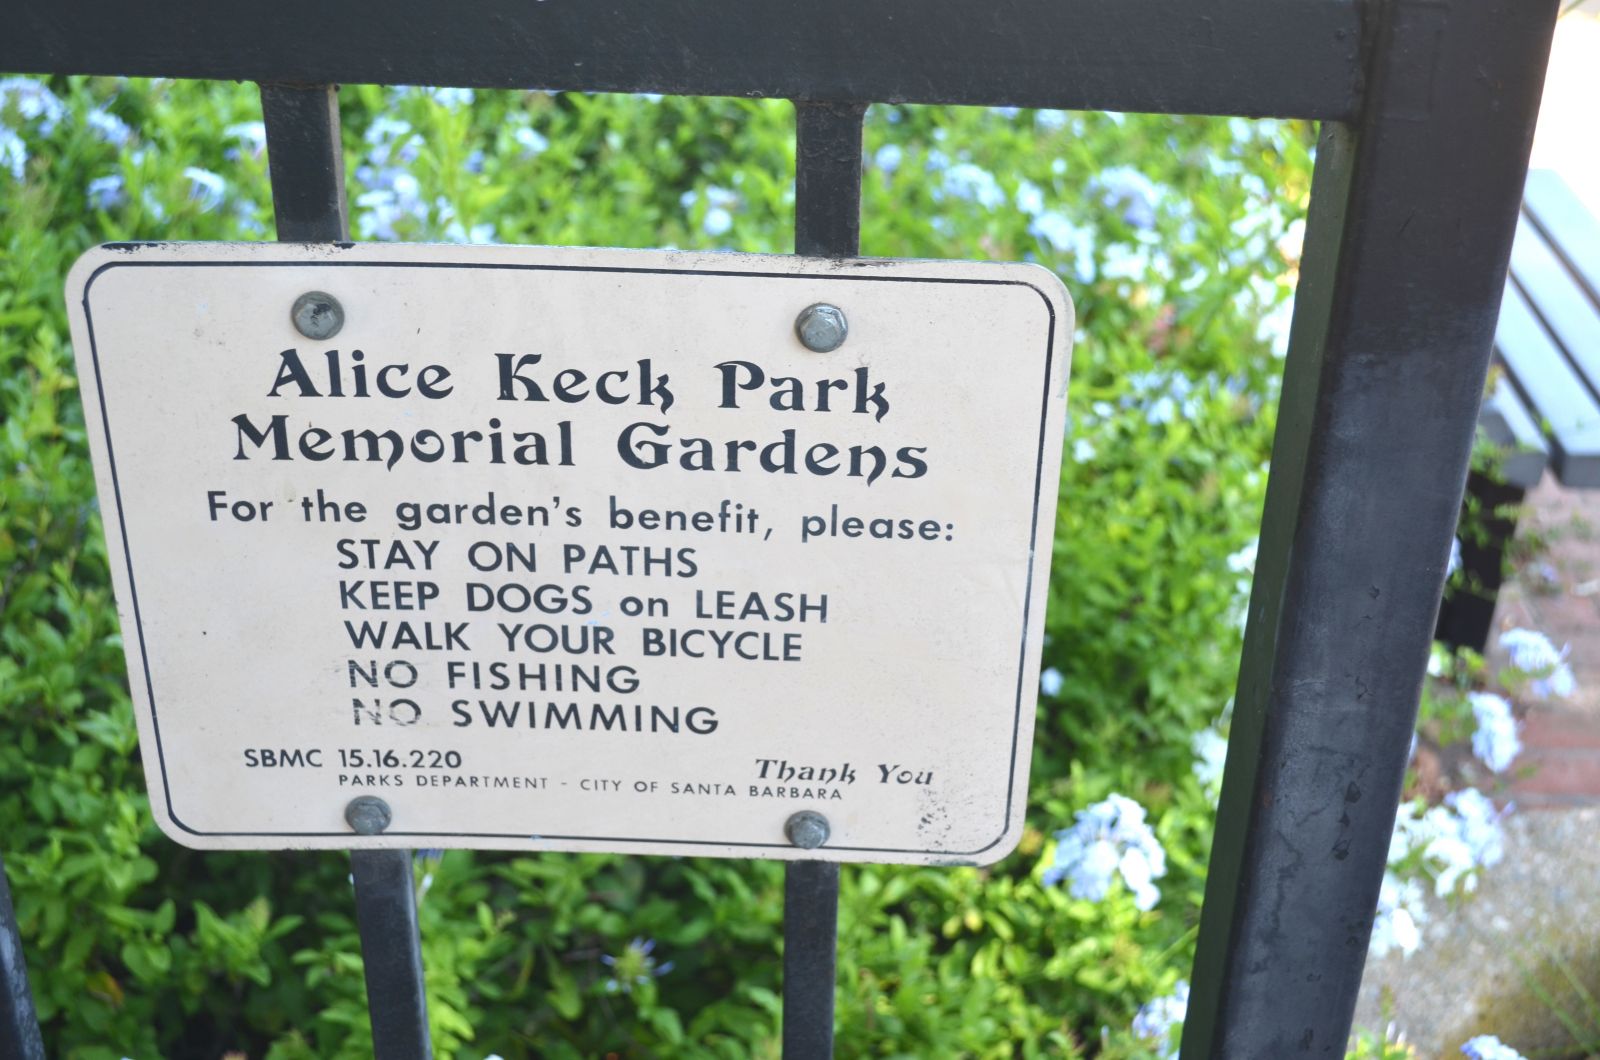 Alice Keck Park
Memorial Gardens
For the garden's benefit, please:
STAY ON PATHS
KEEP DOGS on LEASH
WALK YOUR BICYCLE
NO FISHING
NO SWIMMING
SBMC 15.16.220
Thank You
PARKS DEPARTMENT - CITY OF SANTA BARBARA